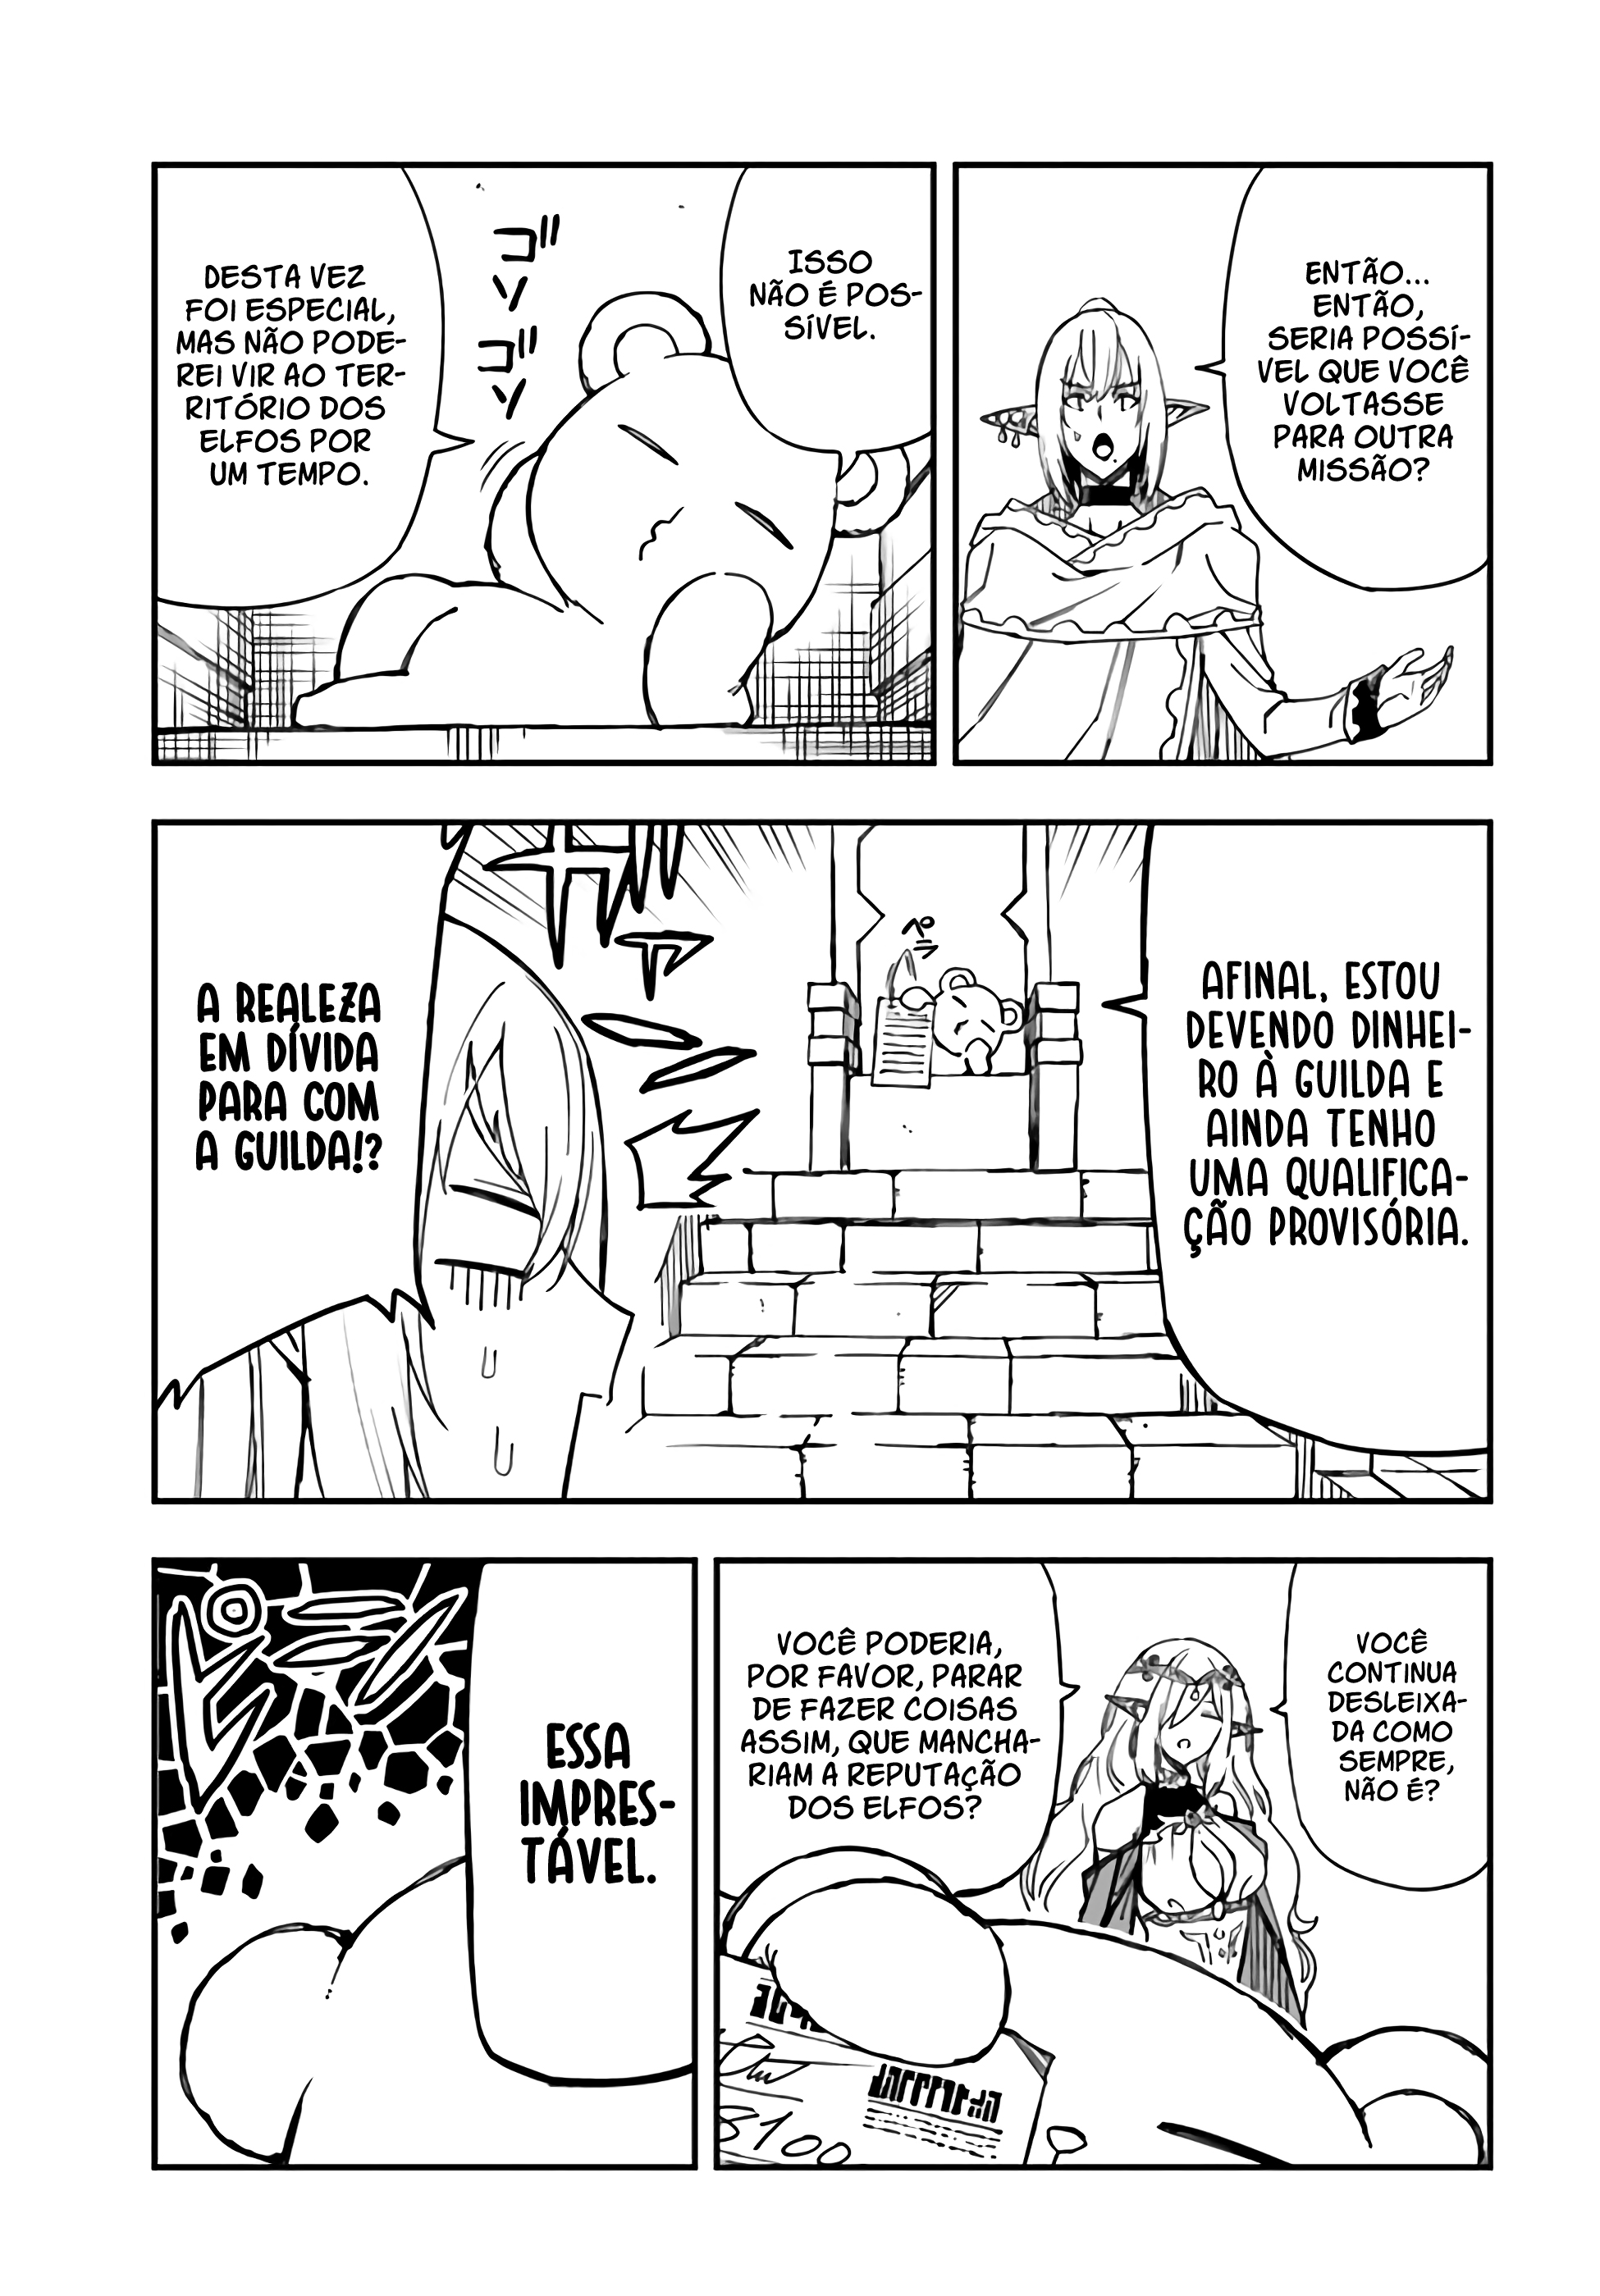 ENTÃO...
ENTÃO,
SERIA POSSÍ-
VEL QUE VOCÊ
VOLTASSE
PARA OUTRA
MISSÃO?
ISSO
NÃO É POS-
SÍVEL.
ゴソゴソ
DESTA VEZ
FOI ESPECIAL,
MAS NÃO PODE-
REI VIR AO TER-
RITÓRIO DOS
ELFOS POR
UM TEMPO.
AFINAL, ESTOU
DEVENDO DINHEI-
RO À GUILDA E
AINDA TENHO
UMA QUALIFICA-
ÇÃO PROVISÓRIA.
ペラ
A REALEZA
EM DÍVIDA
PARA COM
A GUILDA!?
VOCÊ
CONTINUA
DESLEIXA-
DA COMO
SEMPRE,
NÃO É?
VOCÊ PODERIA,
POR FAVOR, PARAR
DE FAZER COISAS
ASSIM, QUE MANCHA-
RIAM A REPUTAÇÃO
DOS ELFOS?
ESSA
IMPRES-
TÁVEL.